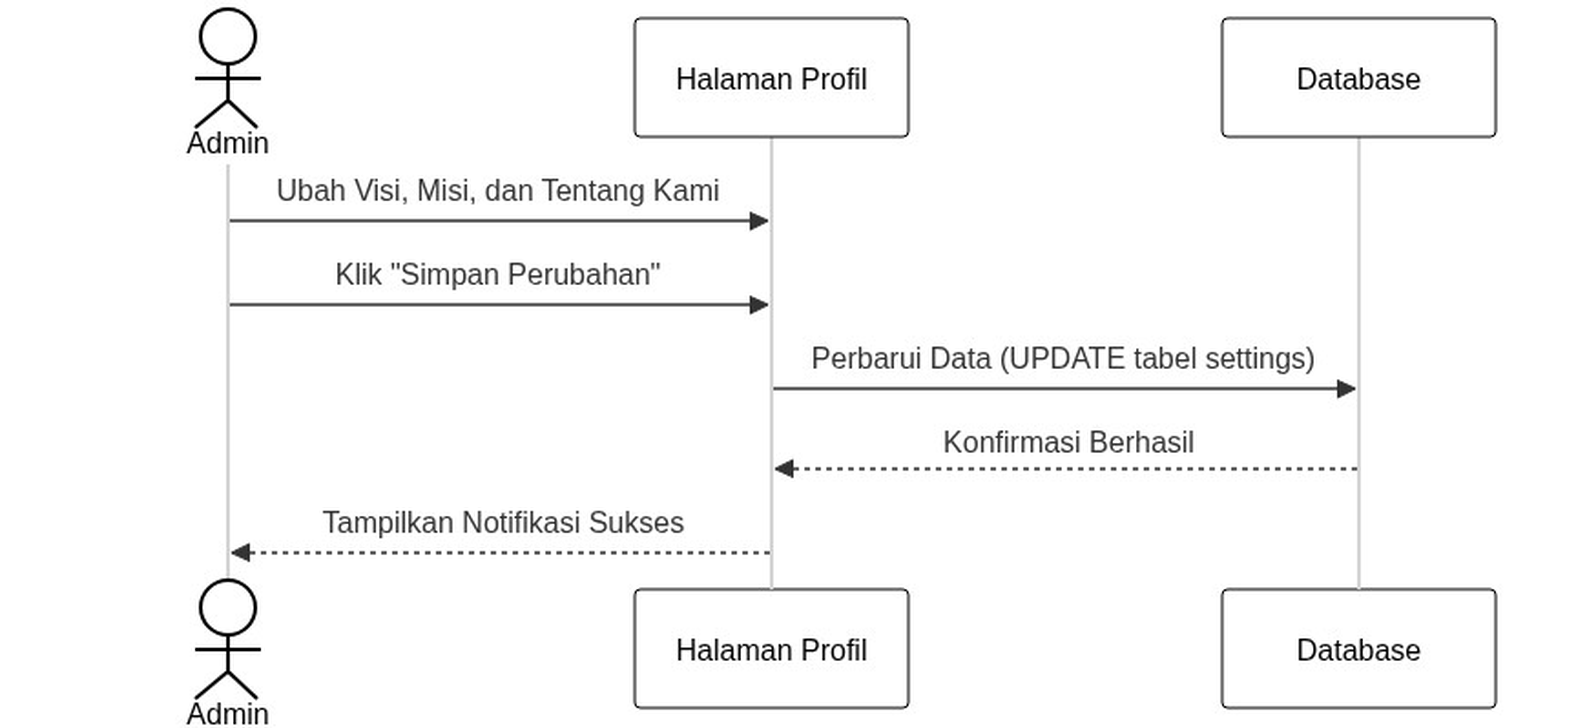 Admin
Halaman Profil
Database
Ubah Visi, Misi, dan Tentang Kami
Klik "Simpan Perubahan"
Perbarui Data (UPDATE tabel settings)
Konfirmasi Berhasil
Tampilkan Notifikasi Sukses
Admin
Halaman Profil
Database